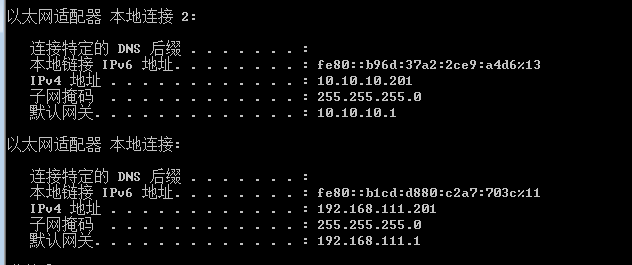 以太网适配器 本地连接 2:
连接特定的 DNS 后缀 . . . . . . . :
本地链接 IPv6 地址. . . . . . . . : fe80::b96d:37a2:2ce9:a4d6%13
IPv4 地址 . . . . . . . . . . . . : 10.10.10.201
子网掩码 . . . . . . . . . . . . : 255.255.255.0
默认网关. . . . . . . . . . . . . : 10.10.10.1
以太网适配器 本地连接:
连接特定的 DNS 后缀 . . . . . . . :
本地链接 IPv6 地址. . . . . . . . : fe80::b1cd:d880:c2a7:703c%11
IPv4 地址 . . . . . . . . . . . . : 192.168.111.201
子网掩码 . . . . . . . . . . . . : 255.255.255.0
默认网关. . . . . . . . . . . . . : 192.168.111.1